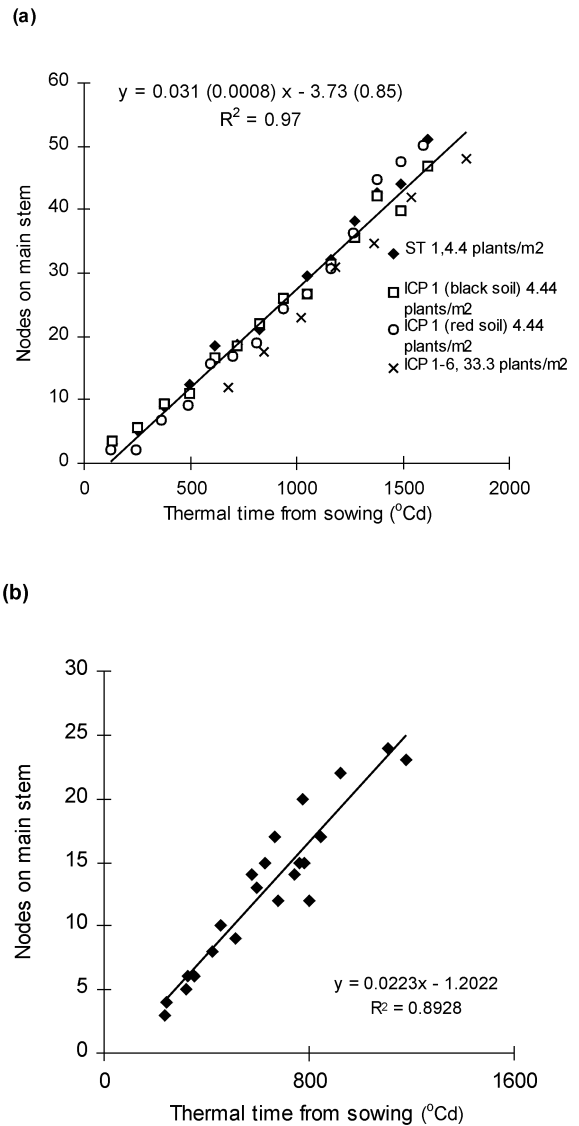 (a)
y = 0.031 (0.0008) x - 3.73 (0.85)
R2 = 0.97
60
50
40
30
20
10
0
Nodes on main stem
ST 1,4.4 plants/m2
ICP 1 (black soil) 4.44
plants/m2
ICP 1 (red soil) 4.44
plants/m2
ICP 1-6, 33.3 plants/m2
0 500 1000 1500 2000
Thermal time from sowing (oCd)
(b)
30
25
20
15
10
5
0
Nodes on main stem
y = 0.0223x - 1.2022
R2 = 0.8928
0 800 1600
Thermal time from sowing (oCd)